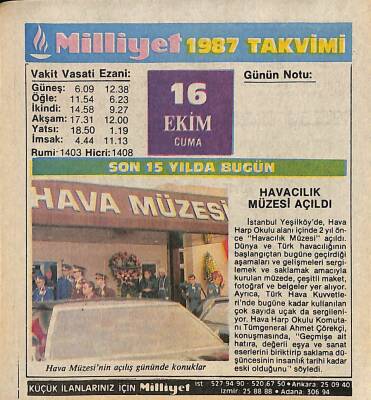 Milliyet 1987 TAKVİMİ
Vakit Vasati Ezani:
Güneş: 6.09 12.38
Öğle: 11.54 6.23
İkindi: 14.58 9.27
Akşam: 17.31 12.00
Yatsı: 18.50 1.19
İmsak: 4.44 11.13
Rumi: 1403 Hicri: 1408
16
EKİM
CUMA
Günün Notu:
SON 15 YILDA BUGÜN
HAVA MÜZESİ
Hava Müzesi'nin açılış gününde konuklar
HAVACILIK
MÜZESİ AÇILDI
İstanbul Yeşilköy'de, Hava
Harp Okulu alanı içinde 2 yıl ön
ce "Havacılık Müzesi" açıldı.
Dünya ve Türk havacılığının
başlangıçtan bugüne geçirdiği
aşamaları ve gelişmeleri sergi-
lemek ve saklamak amacıyla
kurulan müzede, çeşitli maket,
fotoğraf ve belgeler yer alıyor.
Ayrıca, Türk Hava Kuvvetle-
ri'nde bugüne kadar kullanılan
çok sayıda uçak da sergileni-
yor. Hava Harp Okulu Komuta-
nı Tümgeneral Ahmet Çörekçi,
konuşmasında, "Geçmişe ait
hatıra, değerli eşya ve sanat
eserlerini biriktirip saklama dü-
şüncesinin insanlık tarihi kadar
eski olduğunu" söyledi.
KÜÇÜK İLANLARINIZ İÇİN Milliyet ist : 527 94 90 - 520.67 50 • Ankara: 25 09 40
İzmir: 25 88 88 • Adana: 306 94